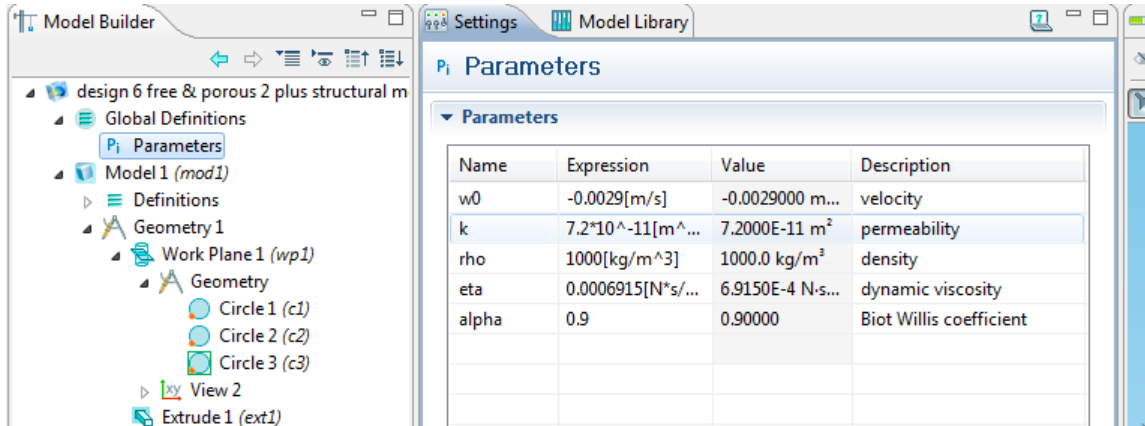 Model Builder
design 6 free & porous 2 plus structural m
Global Definitions
Pi Parameters
Model 1 (mod1)
Definitions
Geometry 1
Work Plane 1 (wp1)
Geometry
Circle 1 (c1)
Circle 2 (c2)
Circle 3 (c3)
xy View 2
Extrude 1 (ext1)
Settings Model Library
Pi Parameters
Parameters
Name Expression Value Description
w0 -0.0029[m/s] -0.0029000 m... velocity
k 7.2*10^-11[m^... 7.2000E-11 m² permeability
rho 1000[kg/m^3] 1000.0 kg/m³ density
eta 0.0006915[N*s/... 6.9150E-4 N·s... dynamic viscosity
alpha 0.9 0.90000 Biot Willis coefficient